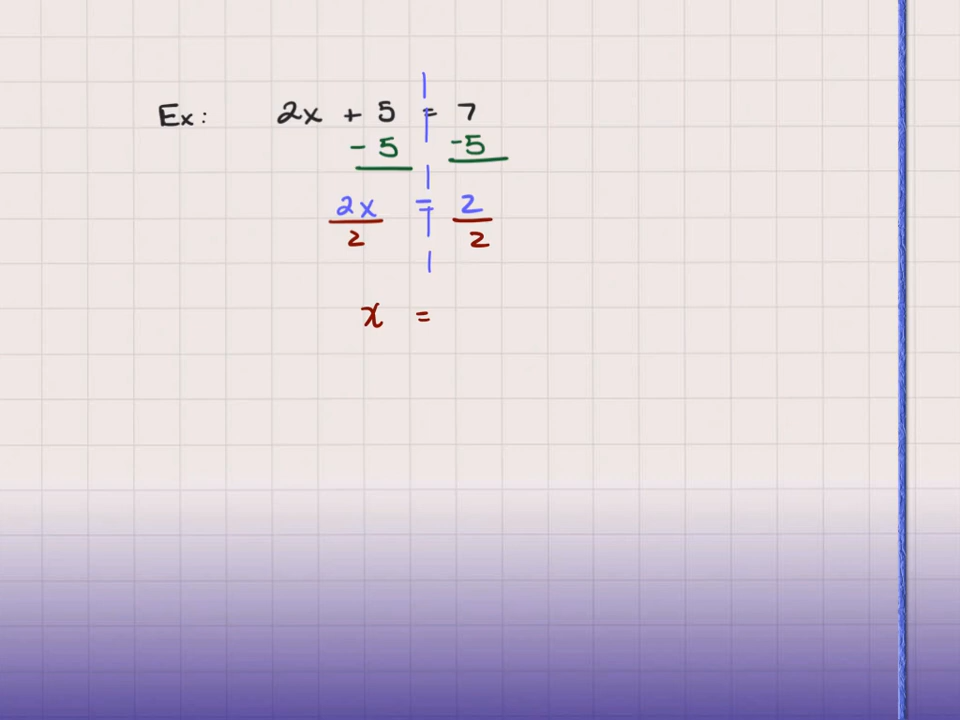 Ex: 2x + 5 = 7
- 5 -5
2x = 2
2 2
x =